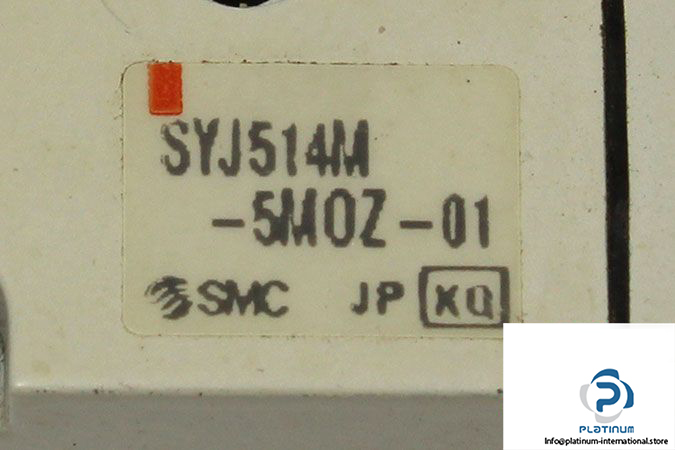 SYJ514M
-5MOZ-01
SMC JP XQ
P
PLATINUM
Info@platinum-international.store